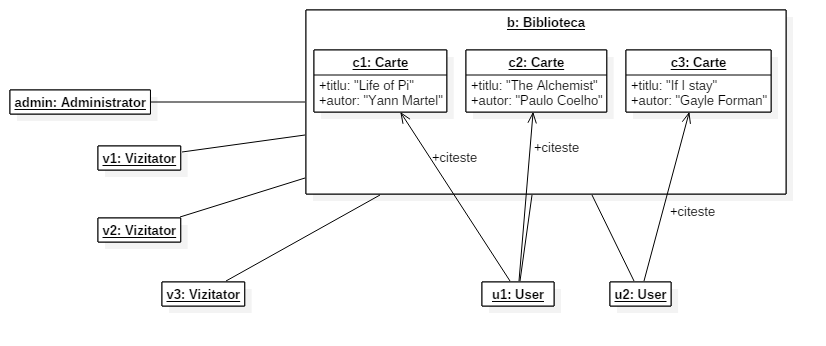 b: Biblioteca
c1: Carte
+titlu: "Life of Pi"
+autor: "Yann Martel"
c2: Carte
+titlu: "The Alchemist"
+autor: "Paulo Coelho"
c3: Carte
+titlu: "If I stay"
+autor: "Gayle Forman"
admin: Administrator
v1: Vizitator
+citeste
+citeste
v2: Vizitator
+citeste
v3: Vizitator
u1: User
u2: User